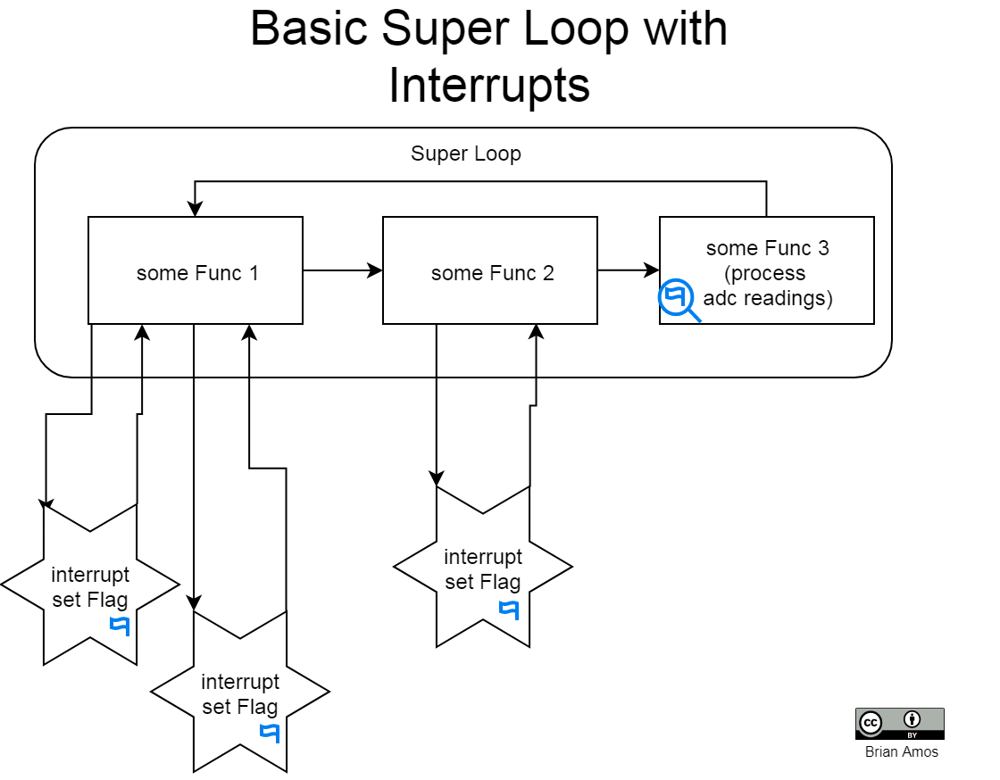 Basic Super Loop with
Interrupts
Super Loop
some Func 1
some Func 2
some Func 3
(process
adc readings)
interrupt
set Flag
interrupt
set Flag
interrupt
set Flag
cc
BY
Brian Amos